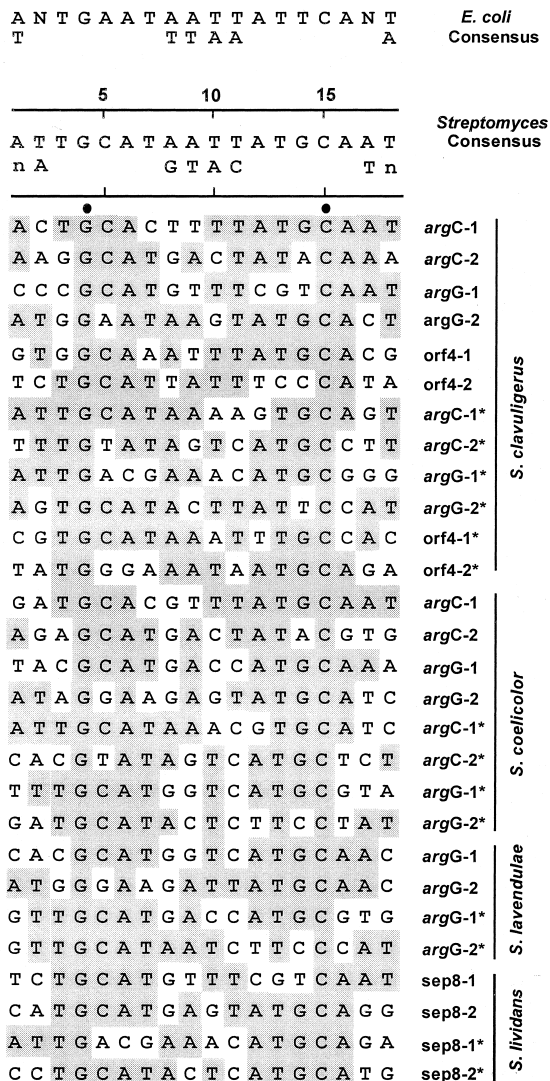 A N T G A A T A A T T A T T C A N T E. coli
T T T A A A Consensus
5 10 15
Streptomyces
A T T G C A T A A T T A T G C A A T Consensus
n A G T A C T n
A C T G C A C T T T T A T G C A A T argC-1
A A G G C A T G A C T A T A C A A A argC-2
C C C G C A T G T T T C G T C A A T argG-1
A T G G A A T A A G T A T G C A C T argG-2
G T G G C A A A T T T A T G C A C G orf4-1
T C T G C A T T A T T T C C C A T A orf4-2
A T T G C A T A A A A G T G C A G T argC-1*
T T T G T A T A G T C A T G C C T T argC-2*
A T T G A C G A A A C A T G C G G G argG-1*
A G T G C A T A C T T A T T C C A T argG-2*
C G T G C A T A A A T T T G C C A C orf4-1*
T A T G G G A A A T A A T G C A G A orf4-2*
S. clavuligerus
G A T G C A C G T T T A T G C A A T argC-1
A G A G C A T G A C T A T A C G T G argC-2
T A C G C A T G A C C A T G C A A A argG-1
A T A G G A A G A G T A T G C A T C argG-2
A T T G C A T A A A C G T G C A T C argC-1*
C A C G T A T A G T C A T G C T C T argC-2*
T T T G C A T G G T C A T G C G T A argG-1*
G A T G C A T A C T C T T C C T A T argG-2*
S. coelicolor
C A C G C A T G G T C A T G C A A C argG-1
A T G G G A A G A T T A T G C A A C argG-2
G T T G C A T G A C C A T G C G T G argG-1*
G T T G C A T A A T C T T C C C A T argG-2*
S. lavendulae
T C T G C A T G T T T C G T C A A T sep8-1
C A T G C A T G A G T A T G C A G G sep8-2
A T T G A C G A A A C A T G C A G A sep8-1*
C C T G C A T A C T C A T G C A T G sep8-2*
S. lividans